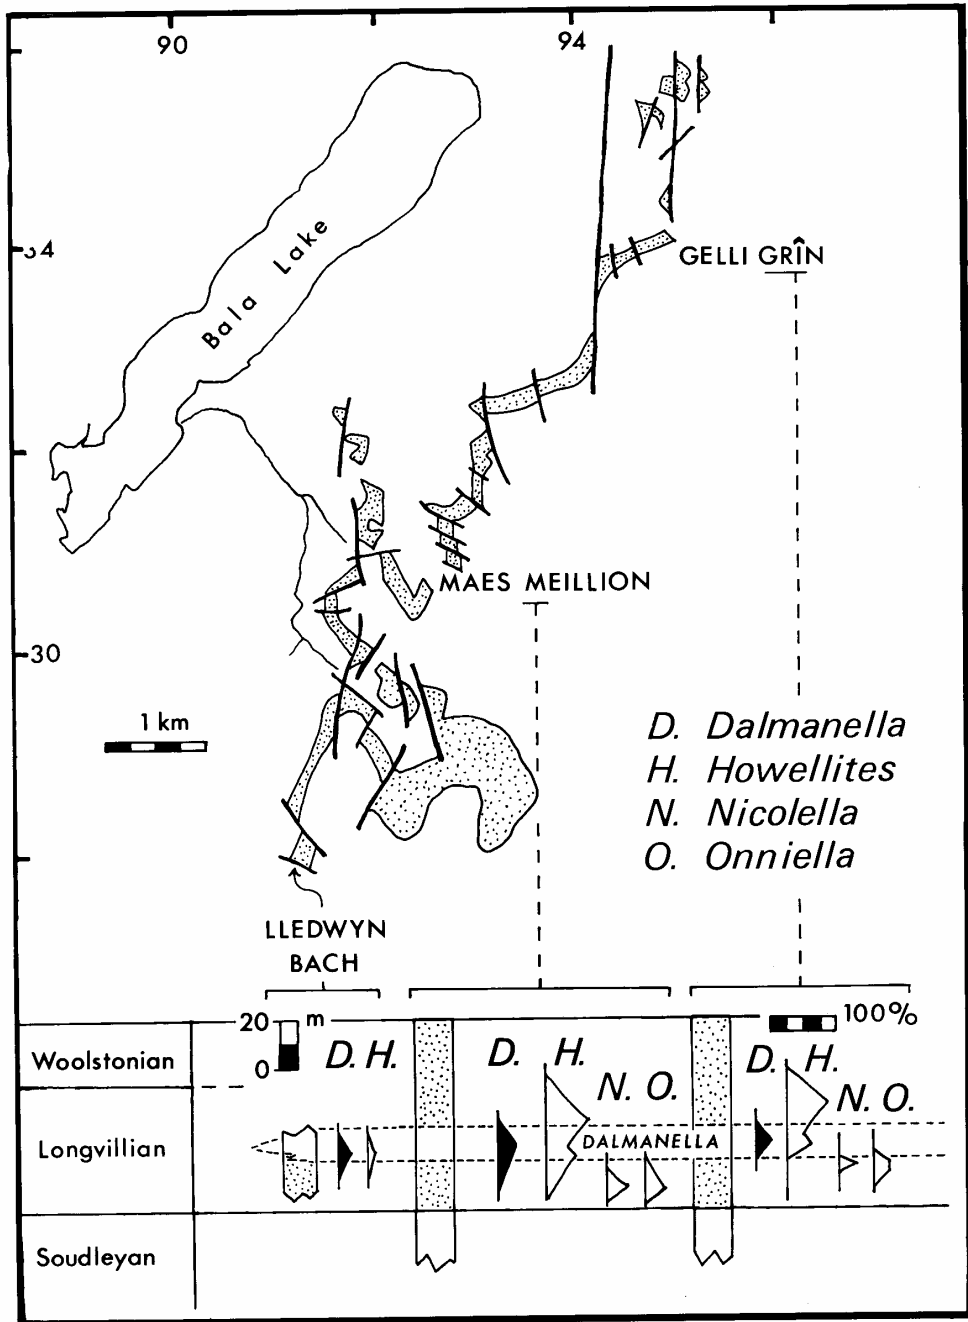 90
94
34
Bala Lake
GELLI GRÎN
MAES MEILLION
30
1 km
D. Dalmanella
H. Howellites
N. Nicolella
O. Onniella
LLEDWYN
BACH
20 m
0
100%
Woolstonian
D. H.
D. H.
N. O.
D. H.
N. O.
Longvillian
DALMANELLA
Soudleyan